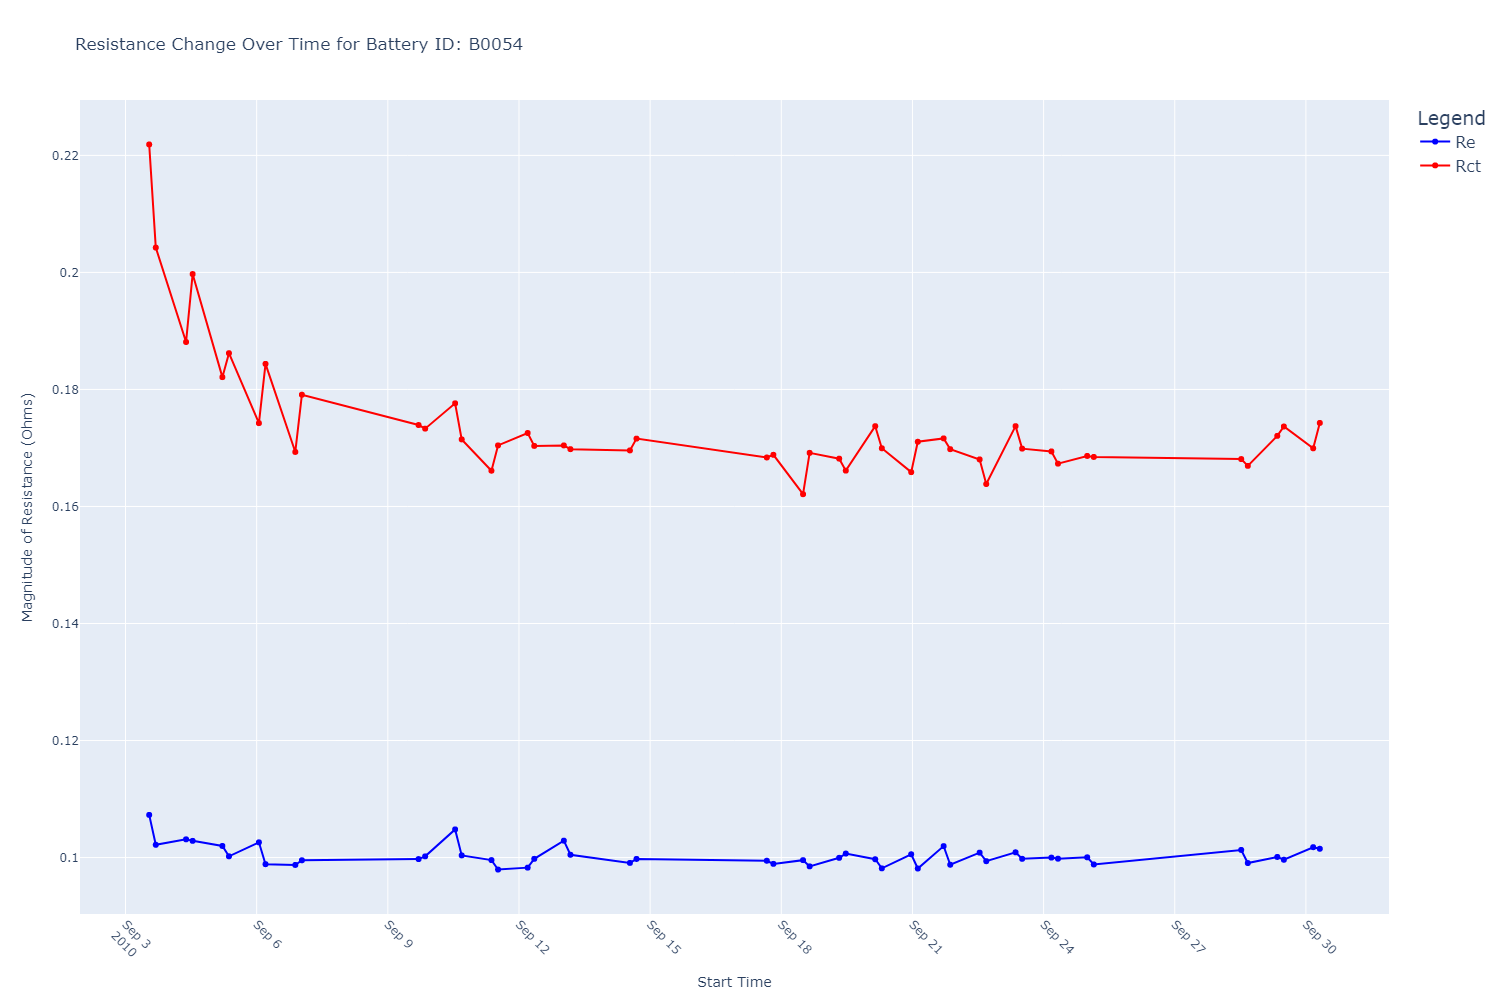 Resistance Change Over Time for Battery ID: B0054
Legend
Re
Rct
Magnitude of Resistance (Ohms)
0.22
0.2
0.18
0.16
0.14
0.12
0.1
Sep 3
2010
Sep 6
Sep 9
Sep 12
Sep 15
Sep 18
Sep 21
Sep 24
Sep 27
Sep 30
Start Time